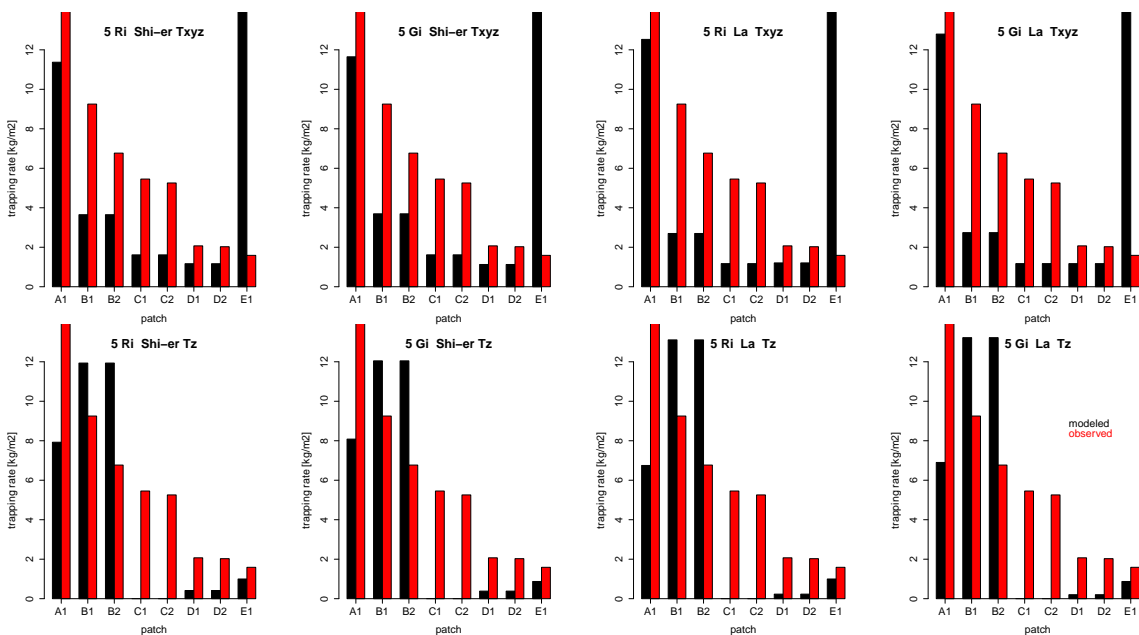 5 Ri Shi−er Txyz
trapping rate [kg/m2]
0 2 4 6 8 10 12
A1 B1 B2 C1 C2 D1 D2 E1
patch
5 Gi Shi−er Txyz
trapping rate [kg/m2]
0 2 4 6 8 10 12
A1 B1 B2 C1 C2 D1 D2 E1
patch
5 Ri La Txyz
trapping rate [kg/m2]
0 2 4 6 8 10 12
A1 B1 B2 C1 C2 D1 D2 E1
patch
5 Gi La Txyz
trapping rate [kg/m2]
0 2 4 6 8 10 12
A1 B1 B2 C1 C2 D1 D2 E1
patch
5 Ri Shi−er Tz
trapping rate [kg/m2]
0 2 4 6 8 10 12
A1 B1 B2 C1 C2 D1 D2 E1
patch
5 Gi Shi−er Tz
trapping rate [kg/m2]
0 2 4 6 8 10 12
A1 B1 B2 C1 C2 D1 D2 E1
patch
5 Ri La Tz
trapping rate [kg/m2]
0 2 4 6 8 10 12
A1 B1 B2 C1 C2 D1 D2 E1
patch
5 Gi La Tz
trapping rate [kg/m2]
0 2 4 6 8 10 12
modeled
observed
A1 B1 B2 C1 C2 D1 D2 E1
patch